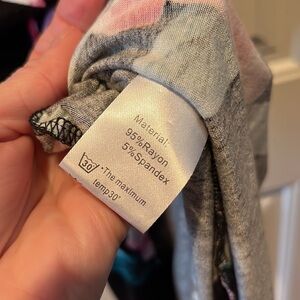 Material:
95%Rayon
5%Spandex
30
·The maximum
temp30°